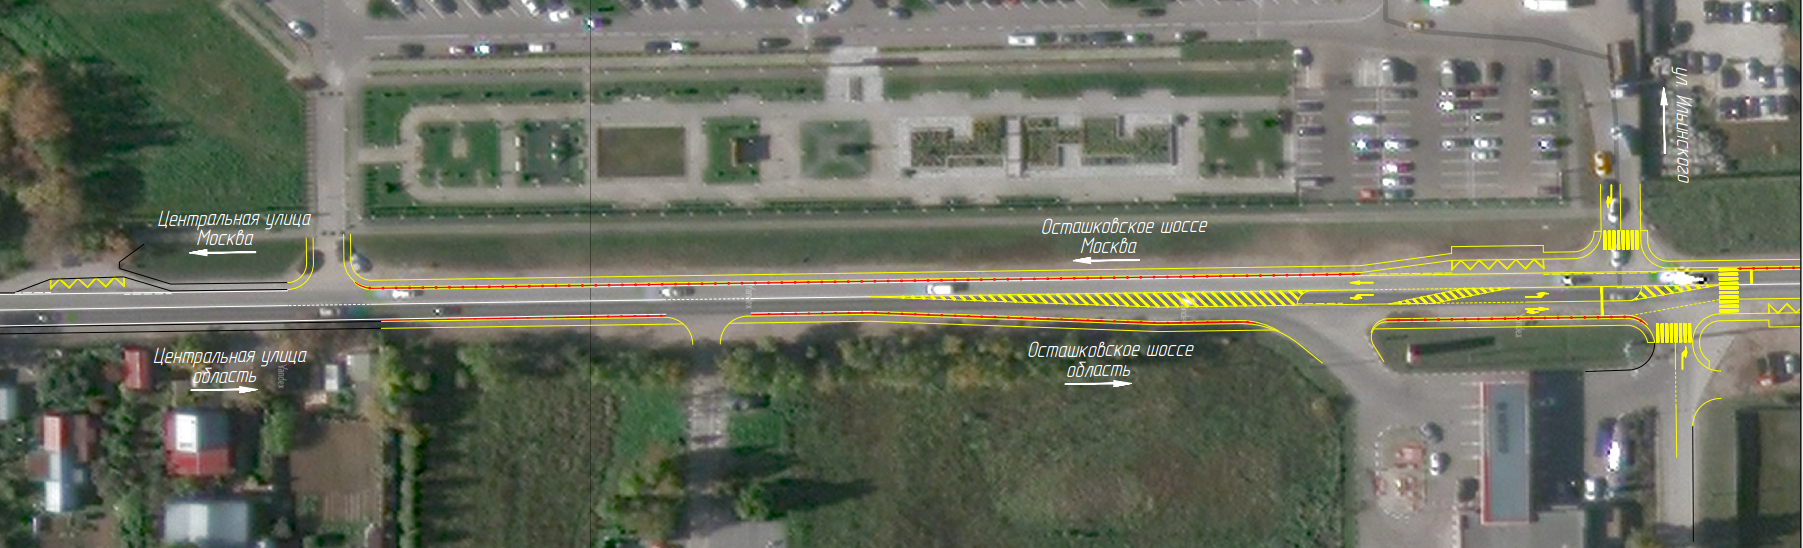 Центральная улица
Москва
Осташковское шоссе
Москва
ул. Ильинского
Центральная улица
область
Осташковское шоссе
область